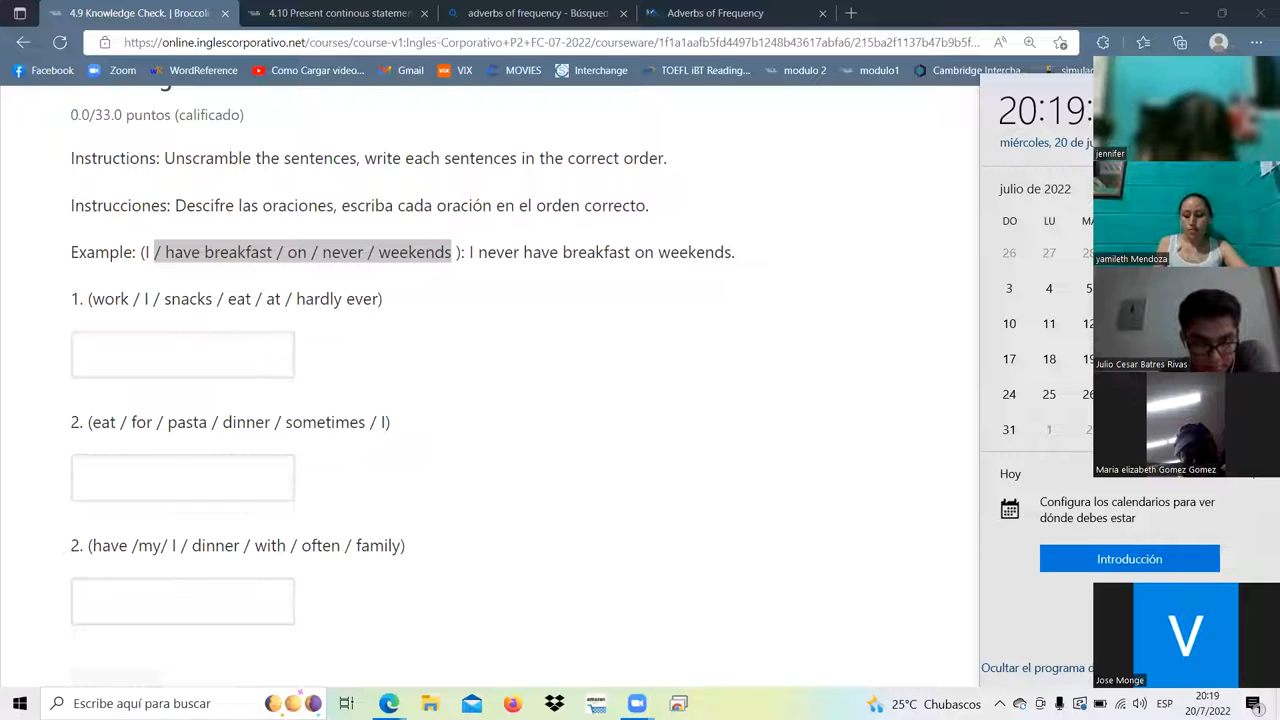 4.9 Knowledge Check. | Broccoli
4.10 Present continous statemen
adverbs of frequency - Búsqued
Adverbs of Frequency
https://online.inglescorporativo.net/courses/course-v1:Ingles-Corporativo+P2+FC-07-2022/courseware/1f1a1aafb5fd4497b1248b43617abfa6/215ba2f1137b47b9b5f...
Facebook
Zoom
WordReference
Como Cargar video...
Gmail
VIX
MOVIES
Interchange
TOEFL iBT Reading...
modulo 2
modulo1
Cambridge Intercha
simular
0.0/33.0 puntos (calificado)
Instructions: Unscramble the sentences, write each sentences in the correct order.
Instrucciones: Descifre las oraciones, escriba cada oración en el orden correcto.
Example: (I / have breakfast / on / never / weekends ): I never have breakfast on weekends.
1. (work / I / snacks / eat / at / hardly ever)
2. (eat / for / pasta / dinner / sometimes / I)
2. (have /my/ I / dinner / with / often / family)
20:19:
miércoles, 20 de ju
julio de 2022
DO LU MA
26 27 28
3 4 5
10 11 12
17 18 19
24 25 26
31 1 2
Hoy
Configura los calendarios para ver
dónde debes estar
Introducción
Ocultar el programa d
jennifer
yamileth Mendoza
Julio Cesar Batres Rivas
Maria elizabeth Gomez Gomez
V
Jose Monge
Escribe aquí para buscar
amazon
25°C Chubascos
ESP
20:19
20/7/2022
1